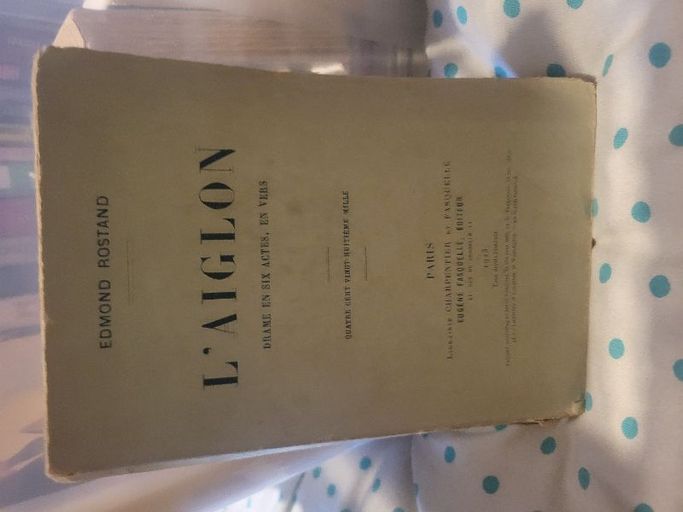 EDMOND ROSTAND
L'AIGLON
DRAME EN SIX ACTES, EN VERS
QUATRE CENT VINGT-HUITIÈME MILLE
PARIS
LIBRAIRIE CHARPENTIER ET FASQUELLE
EUGÈNE FASQUELLE, ÉDITEUR
11, RUE DE GRENELLE, 11
1923